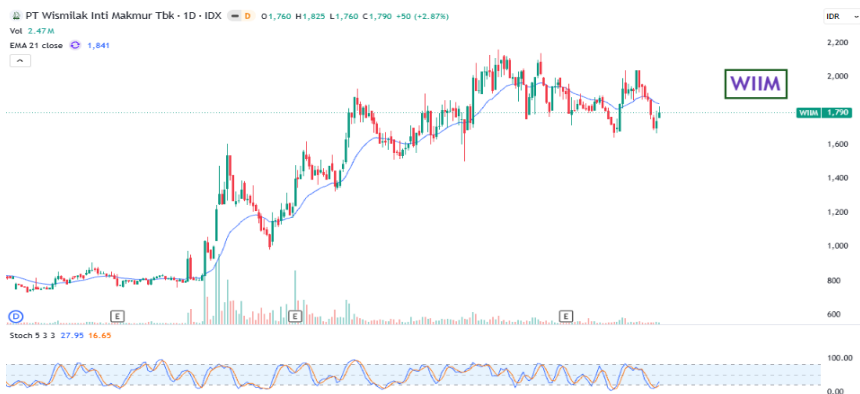 PT Wismilak Inti Makmur Tbk · 1D · IDX D O1,760 H1,825 L1,760 C1,790 +50 (+2.87%)
IDR
Vol 2.47M
EMA 21 close 1,841
2,200
2,000
WIIM
WIIM 1,790
1,600
1,400
1,200
1,000
800
600
D E E E
Stoch 5 3 3 27.95 16.65
100.00
0.00